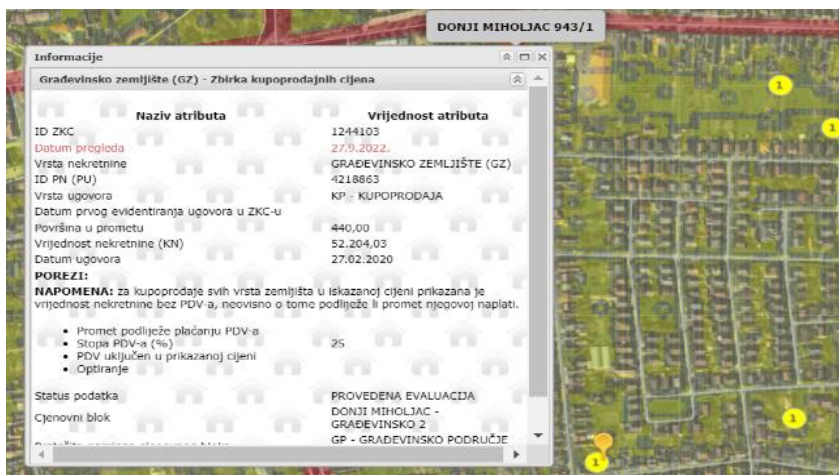 DONJI MIHOLJAC 943/1
Informacije
Građevinsko zemljište (GZ) - Zbirka kupoprodajnih cijena
Naziv atributa Vrijednost atributa
ID ZKC 1244103
Datum pregleda 27.9.2022.
Vrsta nekretnine GRAĐEVINSKO ZEMLJIŠTE (GZ)
ID PN (PU) 4218863
Vrsta ugovora KP - KUPOPRODAJA
Datum prvog evidentiranja ugovora u ZKC-u
Površina u prometu 440,00
Vrijednost nekretnine (KN) 52.204,03
Datum ugovora 27.02.2020
POREZI:
NAPOMENA: za kupoprodaje svih vrsta zemljišta u iskazanoj cijeni prikazana je
vrijednost nekretnine bez PDV-a, neovisno o tome podliježe li promet njegovoj naplati.
• Promet podliježe plaćanju PDV-a
• Stopa PDV-a (%) 25
• PDV uključen u prikazanoj cijeni
• Optiranje
Status podatka PROVEDENA EVALUACIJA
Cjenovni blok DONJI MIHOLJAC -
GRAĐEVINSKO 2
GP - GRAĐEVINSKO PODRUČJE
1
1
1
1